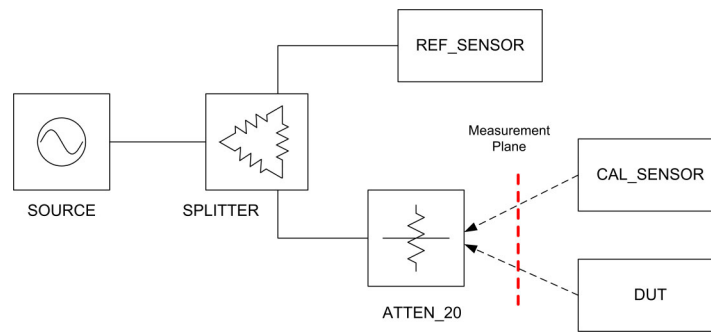 REF_SENSOR
Measurement
Plane
CAL_SENSOR
SOURCE
SPLITTER
DUT
ATTEN_20